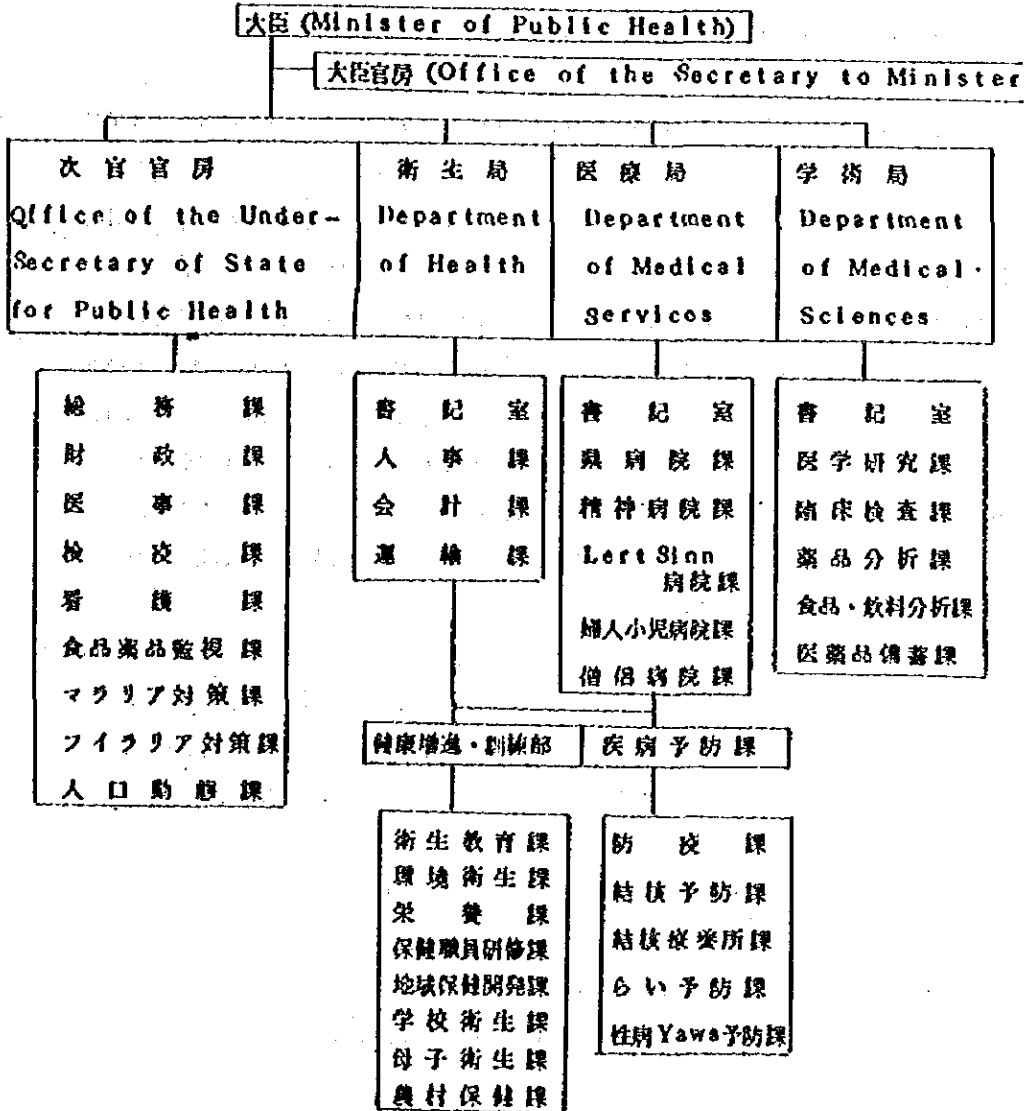 大臣 (Minister of Public Health)
大臣官房 (Office of the Secretary to Minister
次官官房
Office of the Under-
Secretary of State
for Public Health
衛生局
Department
of Health
医療局
Department
of Medical
Servicos
学術局
Department
of Medical
Sciences
総務課
財政課
医事課
検疫課
看護課
食品薬品監視課
マラリア対策課
フイラリア対策課
人口動態課
書記室
人事課
会計課
運輸課
書記室
県病院課
精神病院課
Lert Sinn
病院課
婦人小児病院課
僧侶病院課
書記室
医学研究課
臨床検査課
薬品分析課
食品・飲料分析課
医薬品備蓄課
健康増進・訓練部
疾病予防課
衛生教育課
環境衛生課
栄養課
保健職員研修課
地域保健開発課
学校衛生課
母子衛生課
農村保健課
防疫課
結核予防課
結核療養所課
らい予防課
性病Yaws予防課